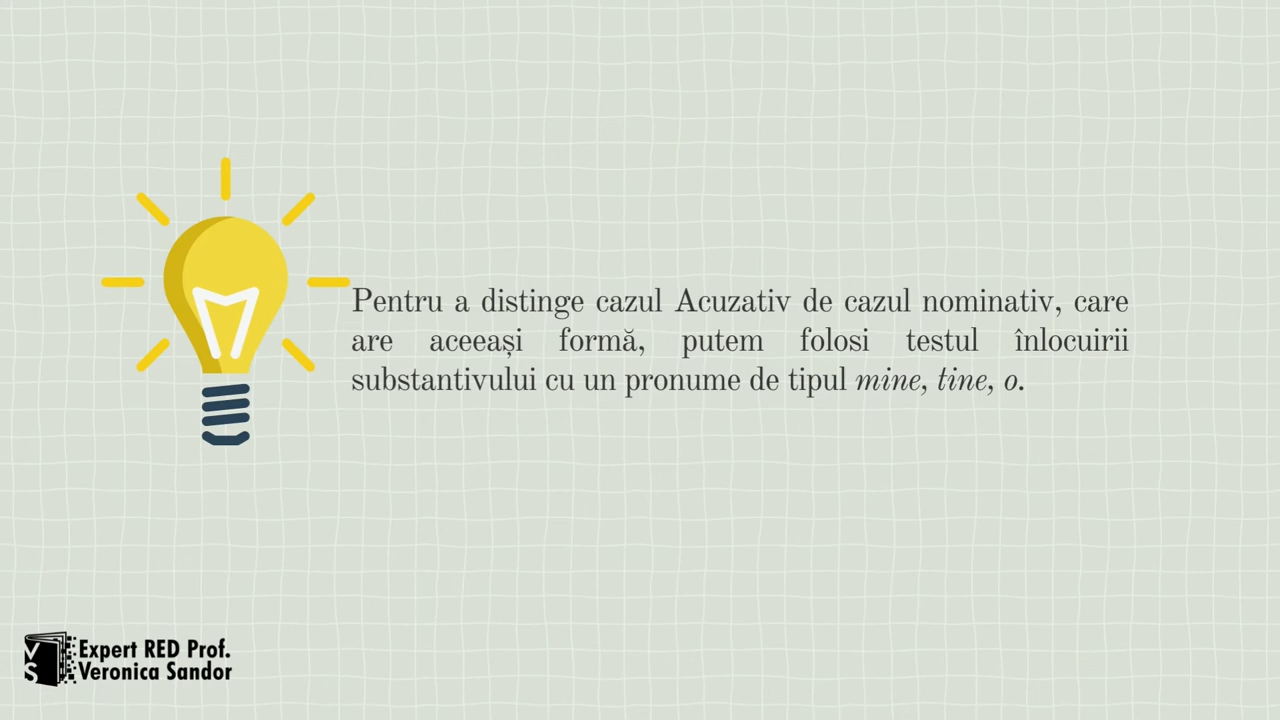 Pentru a distinge cazul Acuzativ de cazul nominativ, care
are aceeași formă, putem folosi testul înlocuirii
substantivului cu un pronume de tipul mine, tine, o.
VS
Expert RED Prof.
Veronica Sandor